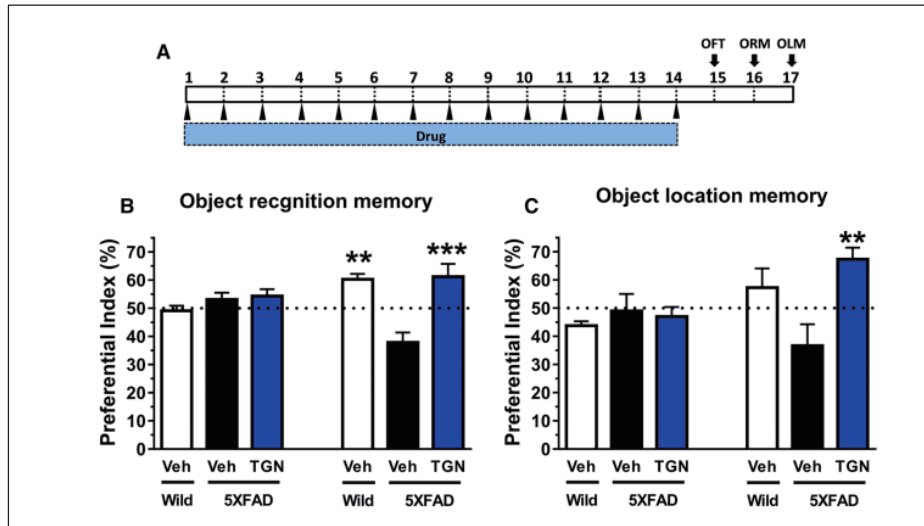 A
OFT ORM OLM
1 2 3 4 5 6 7 8 9 10 11 12 13 14 15 16 17
Drug
B Object recgnition memory
Preferential Index (%)
70
60
50
40
30
20
10
0
** ***
Veh Veh TGN Veh Veh TGN
Wild 5XFAD Wild 5XFAD
C Object location memory
Preferential Index (%)
70
60
50
40
30
20
10
0
**
Veh Veh TGN Veh Veh TGN
Wild 5XFAD Wild 5XFAD